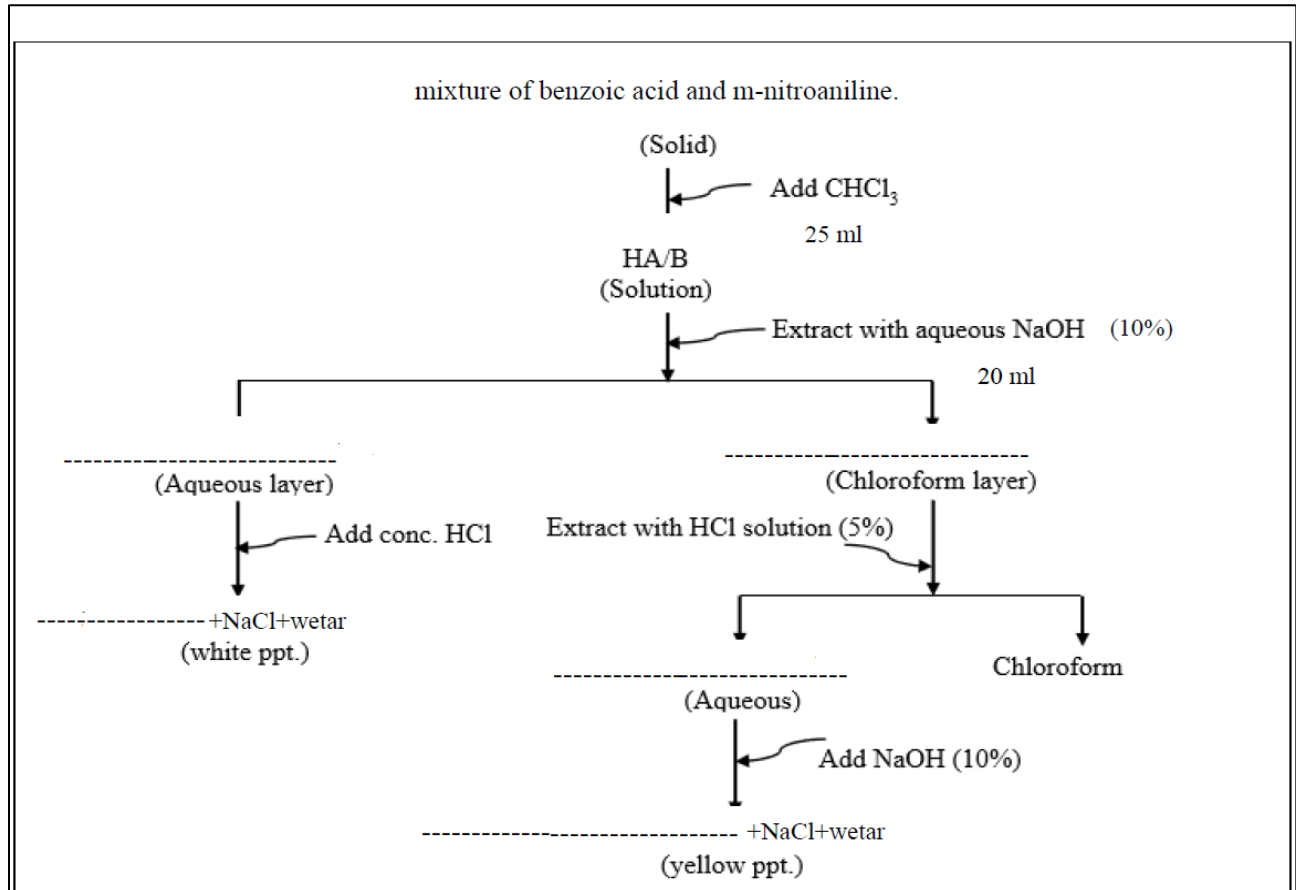 mixture of benzoic acid and m-nitroaniline.
(Solid)
Add CHCl₃
25 ml
HA/B
(Solution)
Extract with aqueous NaOH (10%)
20 ml
---------------------------
(Aqueous layer)
------------------------------
(Chloroform layer)
Add conc. HCl
Extract with HCl solution (5%)
-----------------+NaCl+wetar
(white ppt.)
-----------------------------
(Aqueous)
Chloroform
Add NaOH (10%)
-------------------------------- +NaCl+wetar
(yellow ppt.)